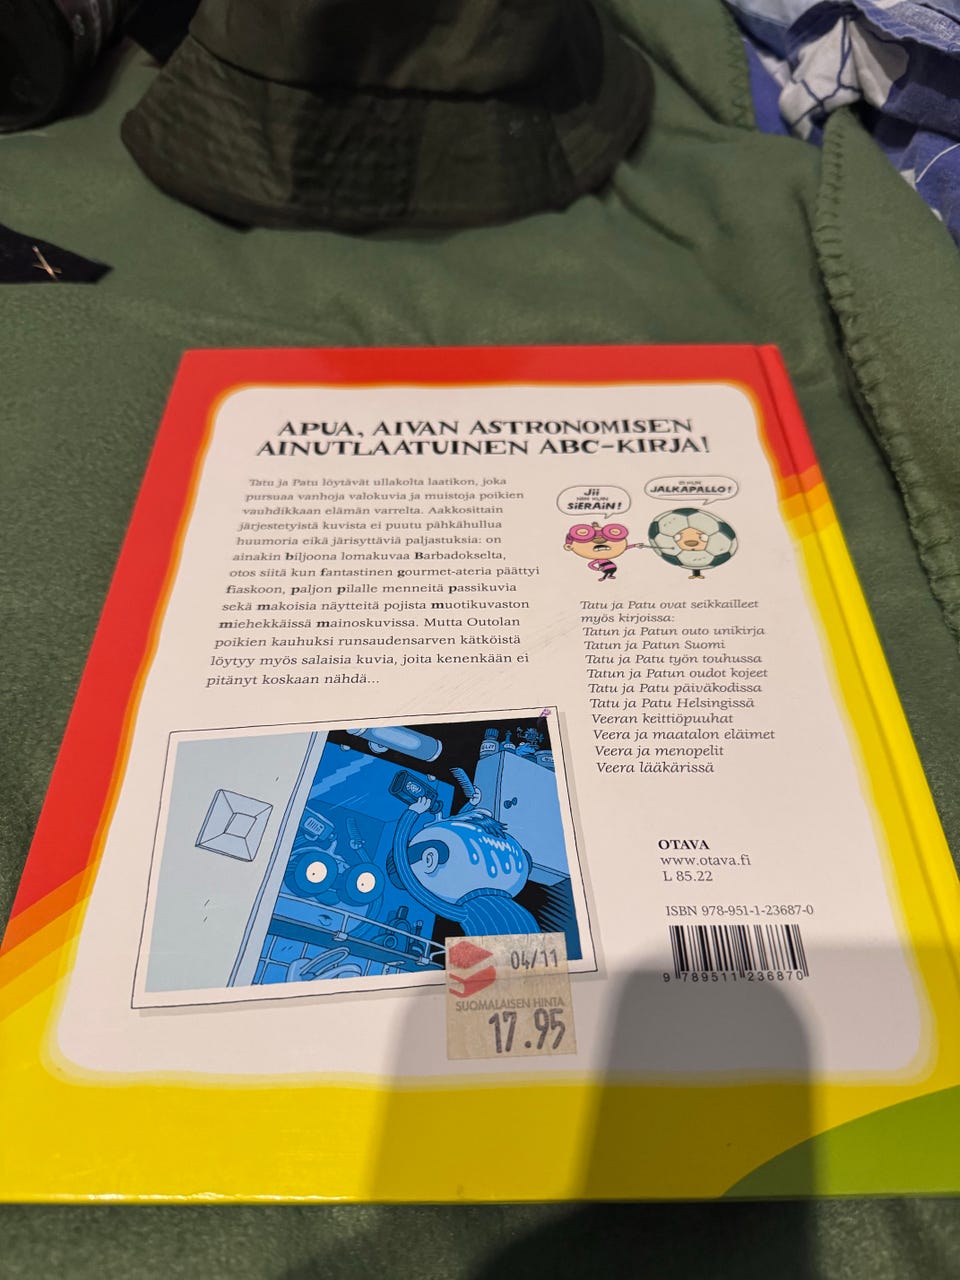 APUA, AIVAN ASTRONOMISEN
AINUTLAATUINEN ABC-KIRJA!
Tatu ja Patu löytävät ullakolta laatikon, joka
pursuaa vanhoja valokuvia ja muistoja poikien
vauhdikkaan elämän varrelta. Aakkosittain
järjestetyistä kuvista ei puutu pähkähullua
huumoria eikä järisyttäviä paljastuksia: on
ainakin biljoona lomakuvaa Barbadokselta,
otos siitä kun fantastinen gourmet-ateria päättyi
fiaskoon, paljon pilalle menneitä passikuvia
sekä makoisia näytteitä pojista muotikuvaston
miehekkäissä mainoskuvissa. Mutta Outolan
poikien kauhuksi runsaudensarven kätköistä
löytyy myös salaisia kuvia, joita kenenkään ei
pitänyt koskaan nähdä...
Jii
NIIN KUIN
SiERAiN!
EI KUN
JALKAPALLO!
Tatu ja Patu ovat seikkailleet
myös kirjoissa:
Tatun ja Patun outo unikirja
Tatun ja Patun Suomi
Tatu ja Patu työn touhussa
Tatun ja Patun oudot kojeet
Tatu ja Patu päiväkodissa
Tatu ja Patu Helsingissä
Veeran keittiöpuuhat
Veera ja maatalon eläimet
Veera ja menopelit
Veera lääkärissä
OTAVA
www.otava.fi
L 85.22
ISBN 978-951-1-23687-0
9 789511 236870
04/11
SUOMALAISEN HINTA
17.95